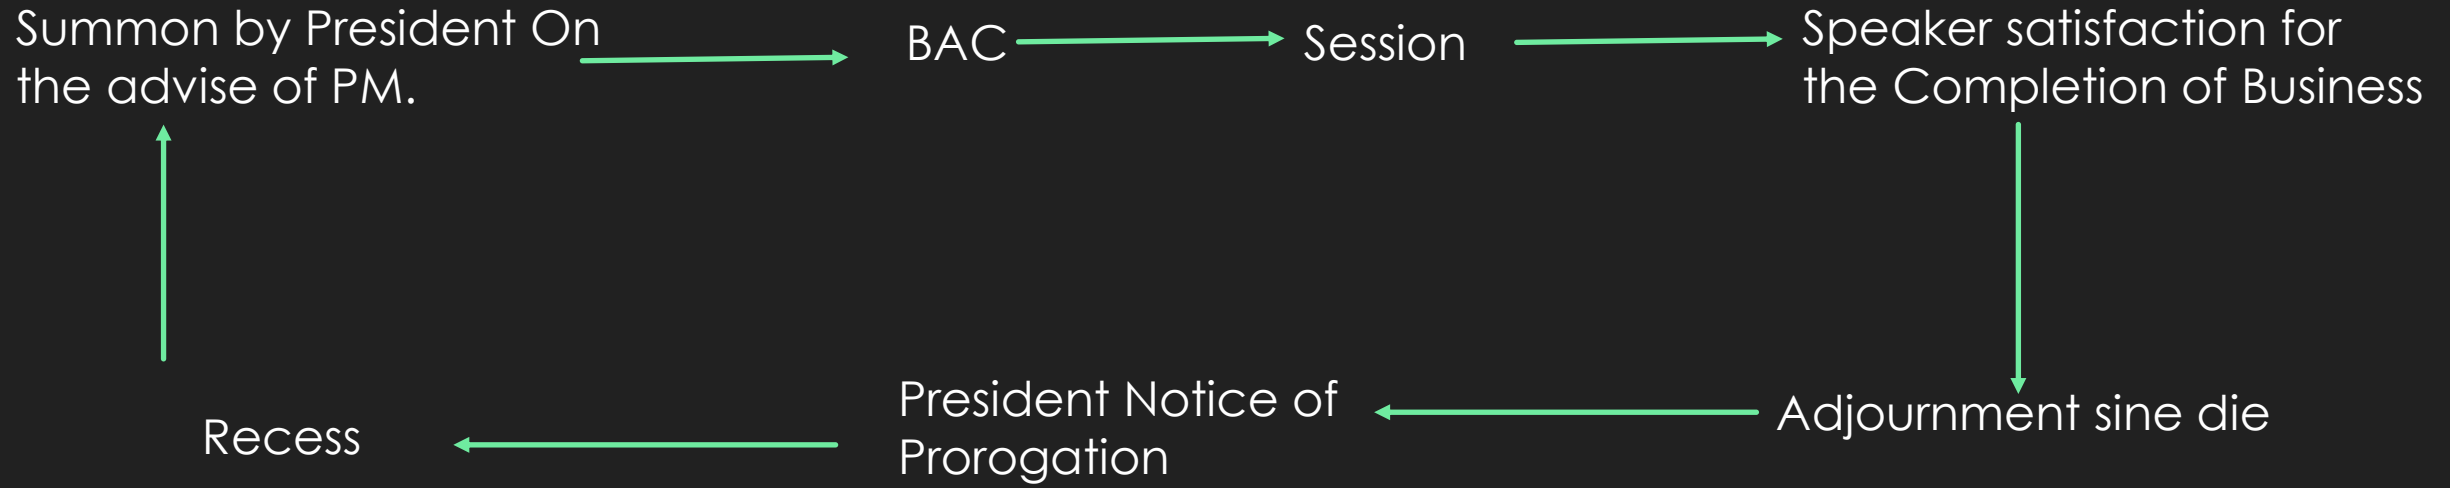 Summon by President On
the advise of PM.
BAC
Session
Speaker satisfaction for
the Completion of Business
Adjournment sine die
President Notice of
Prorogation
Recess